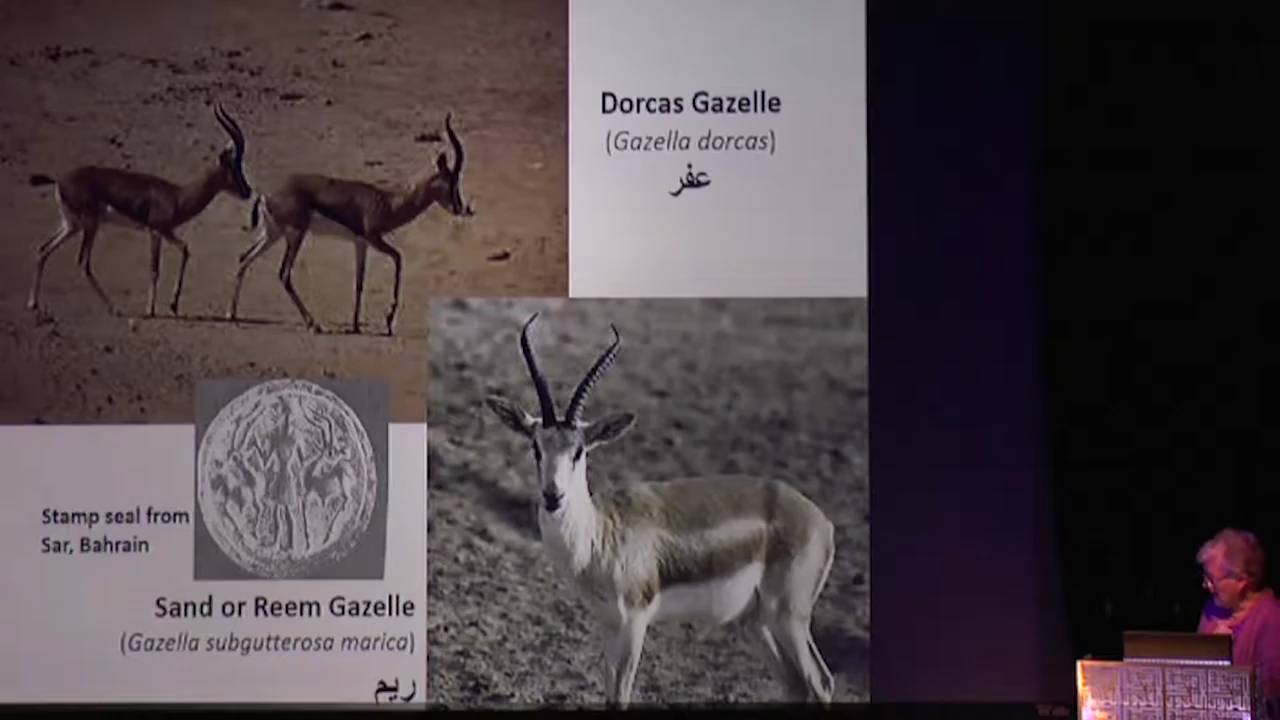 Dorcas Gazelle
(Gazella dorcas)
عفر
Stamp seal from
Sar, Bahrain
Sand or Reem Gazelle
(Gazella subgutterosa marica)
ريم